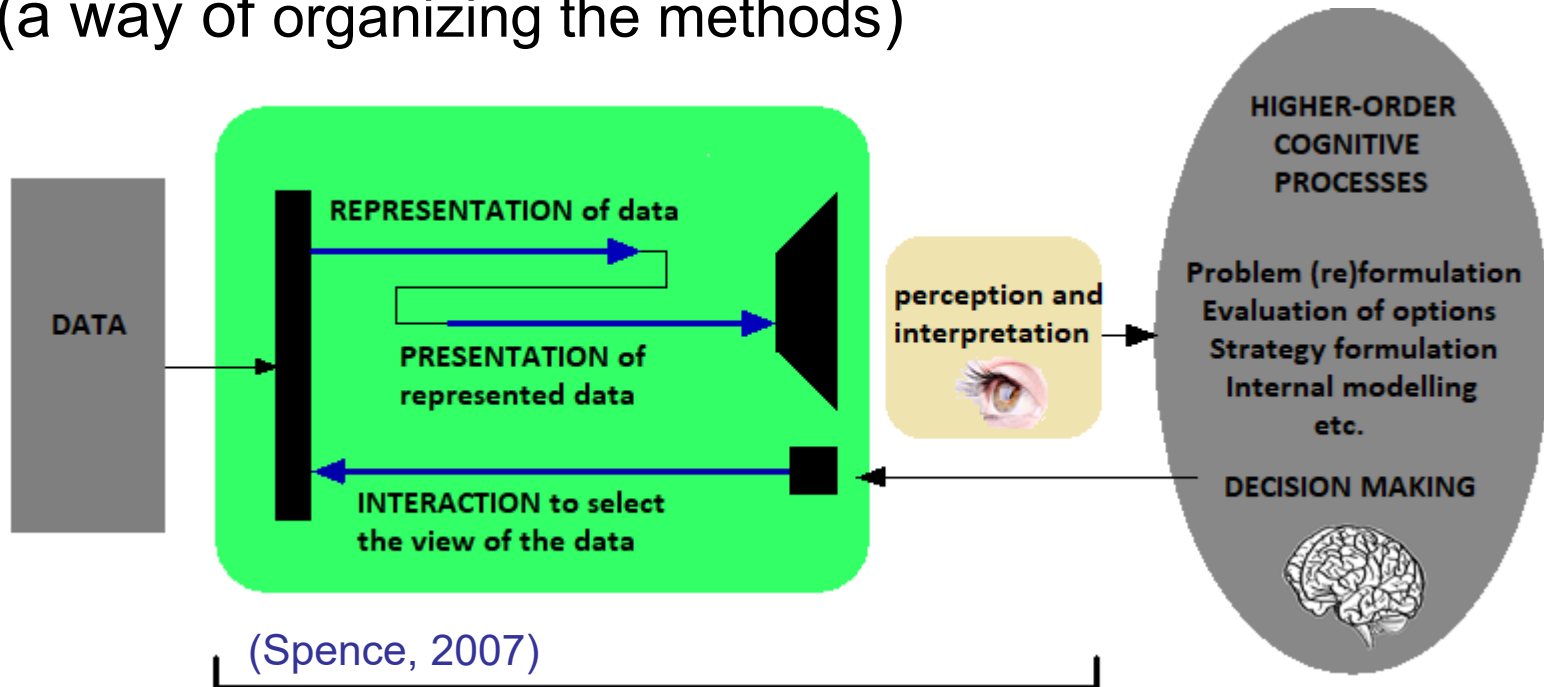 (a way of organizing the methods)
DATA
REPRESENTATION of data
PRESENTATION of
represented data
INTERACTION to select
the view of the data
perception and
interpretation
HIGHER-ORDER
COGNITIVE
PROCESSES
Problem (re)formulation
Evaluation of options
Strategy formulation
Internal modelling
etc.
DECISION MAKING
(Spence, 2007)